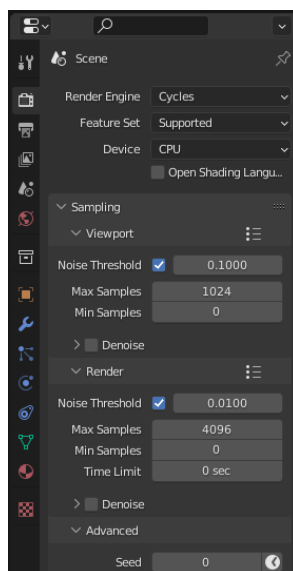 Scene
Render Engine Cycles
Feature Set Supported
Device CPU
Open Shading Langu...
Sampling
Viewport
Noise Threshold 0.1000
Max Samples 1024
Min Samples 0
Denoise
Render
Noise Threshold 0.0100
Max Samples 4096
Min Samples 0
Time Limit 0 sec
Denoise
Advanced
Seed 0